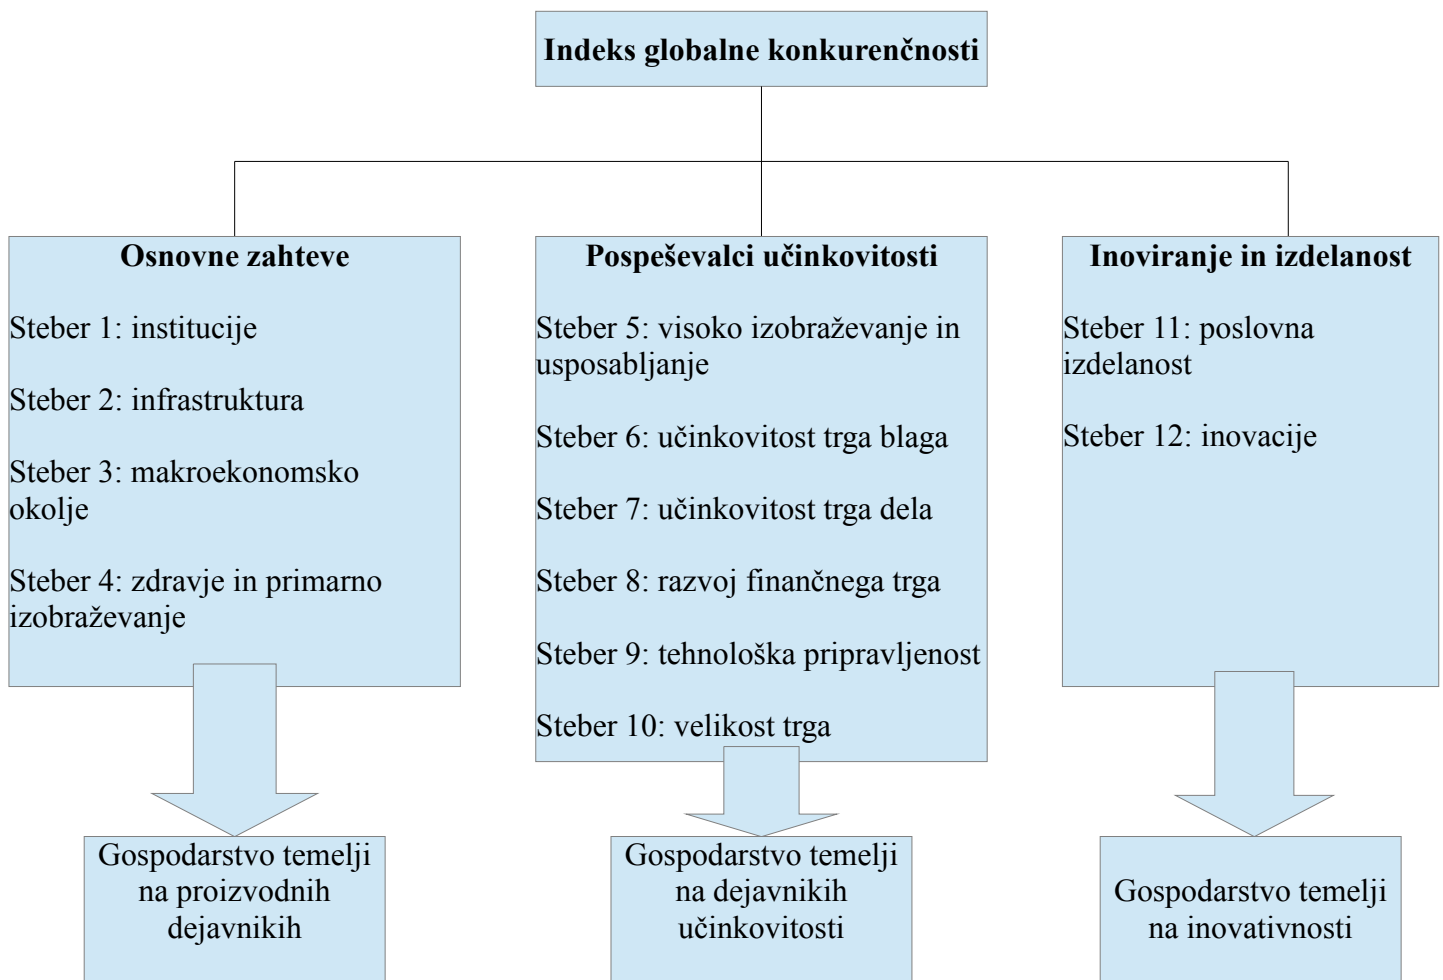 Indeks globalne konkurenčnosti
Osnovne zahteve
Steber 1: institucije
Steber 2: infrastruktura
Steber 3: makroekonomsko
okolje
Steber 4: zdravje in primarno
izobraževanje
Pospeševalci učinkovitosti
Steber 5: visoko izobraževanje in
usposabljanje
Steber 6: učinkovitost trga blaga
Steber 7: učinkovitost trga dela
Steber 8: razvoj finančnega trga
Steber 9: tehnološka pripravljenost
Steber 10: velikost trga
Inoviranje in izdelanost
Steber 11: poslovna
izdelanost
Steber 12: inovacije
Gospodarstvo temelji
na proizvodnih
dejavnikih
Gospodarstvo temelji
na dejavnikih
učinkovitosti
Gospodarstvo temelji
na inovativnosti